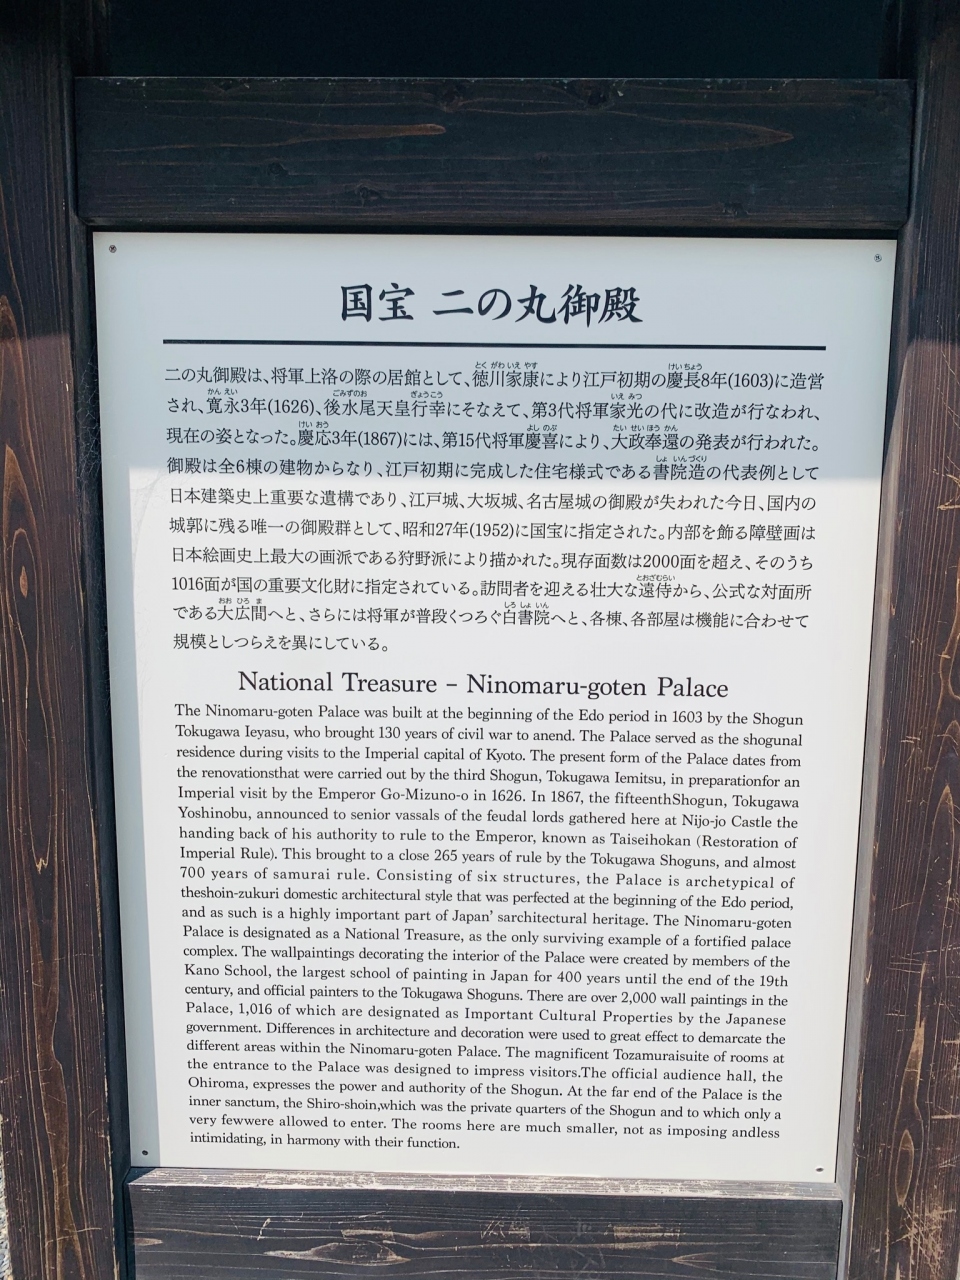 国宝 二の丸御殿
二の丸御殿は、将軍上洛の際の居館として、徳川家康により江戸初期の慶長8年(1603)に造営
され、寛永3年(1626)、後水尾天皇行幸にそなえて、第3代将軍家光の代に改造が行なわれ、
現在の姿となった。慶応3年(1867)には、第15代将軍慶喜により、大政奉還の発表が行われた。
御殿は全6棟の建物からなり、江戸初期に完成した住宅様式である書院造の代表例として
日本建築史上重要な遺構であり、江戸城、大坂城、名古屋城の御殿が失われた今日、国内の
城郭に残る唯一の御殿群として、昭和27年(1952)に国宝に指定された。内部を飾る障壁画は
日本絵画史上最大の画派である狩野派により描かれた。現存面数は2000面を超え、そのうち
1016面が国の重要文化財に指定されている。訪問者を迎える壮大な遠侍から、公式な対面所
である大広間へと、さらには将軍が普段くつろぐ白書院へと、各棟、各部屋は機能に合わせて
規模としつらえを異にしている。
National Treasure – Ninomaru-goten Palace
The Ninomaru-goten Palace was built at the beginning of the Edo period in 1603 by the Shogun
Tokugawa Ieyasu, who brought 130 years of civil war to anend. The Palace served as the shogunal
residence during visits to the Imperial capital of Kyoto. The present form of the Palace dates from
the renovationsthat were carried out by the third Shogun, Tokugawa Iemitsu, in preparationfor an
Imperial visit by the Emperor Go-Mizuno-o in 1626. In 1867, the fifteenthShogun, Tokugawa
Yoshinobu, announced to senior vassals of the feudal lords gathered here at Nijo-jo Castle the
handing back of his authority to rule to the Emperor, known as Taiseihokan (Restoration of
Imperial Rule). This brought to a close 265 years of rule by the Tokugawa Shoguns, and almost
700 years of samurai rule. Consisting of six structures, the Palace is archetypical of
theshoin-zukuri domestic architectural style that was perfected at the beginning of the Edo period,
and as such is a highly important part of Japan' sarchitectural heritage. The Ninomaru-goten
Palace is designated as a National Treasure, as the only surviving example of a fortified palace
complex. The wallpaintings decorating the interior of the Palace were created by members of the
Kano School, the largest school of painting in Japan for 400 years until the end of the 19th
century, and official painters to the Tokugawa Shoguns. There are over 2,000 wall paintings in the
Palace, 1,016 of which are designated as Important Cultural Properties by the Japanese
government. Differences in architecture and decoration were used to great effect to demarcate the
different areas within the Ninomaru-goten Palace. The magnificent Tozamuraisuite of rooms at
the entrance to the Palace was designed to impress visitors.The official audience hall, the
Ohiroma, expresses the power and authority of the Shogun. At the far end of the Palace is the
inner sanctum, the Shiro-shoin,which was the private quarters of the Shogun and to which only a
very fewwere allowed to enter. The rooms here are much smaller, not as imposing andless
intimidating, in harmony with their function.